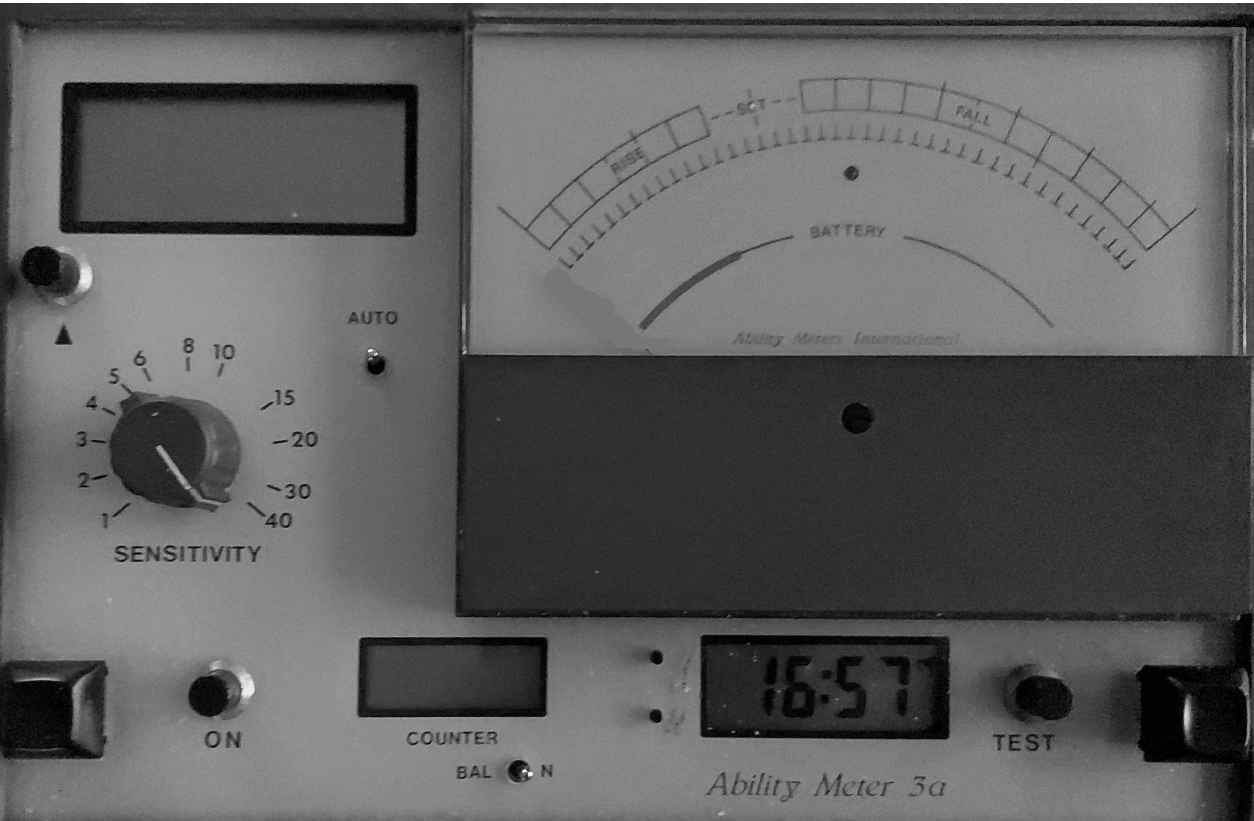 SET
FALL
RISE
BATTERY
Ability Meters International
AUTO
8
10
6
5
15
4
3
20
2
30
1
40
SENSITIVITY
16:57
ON
COUNTER
TEST
BAL
N
Ability Meter 3a